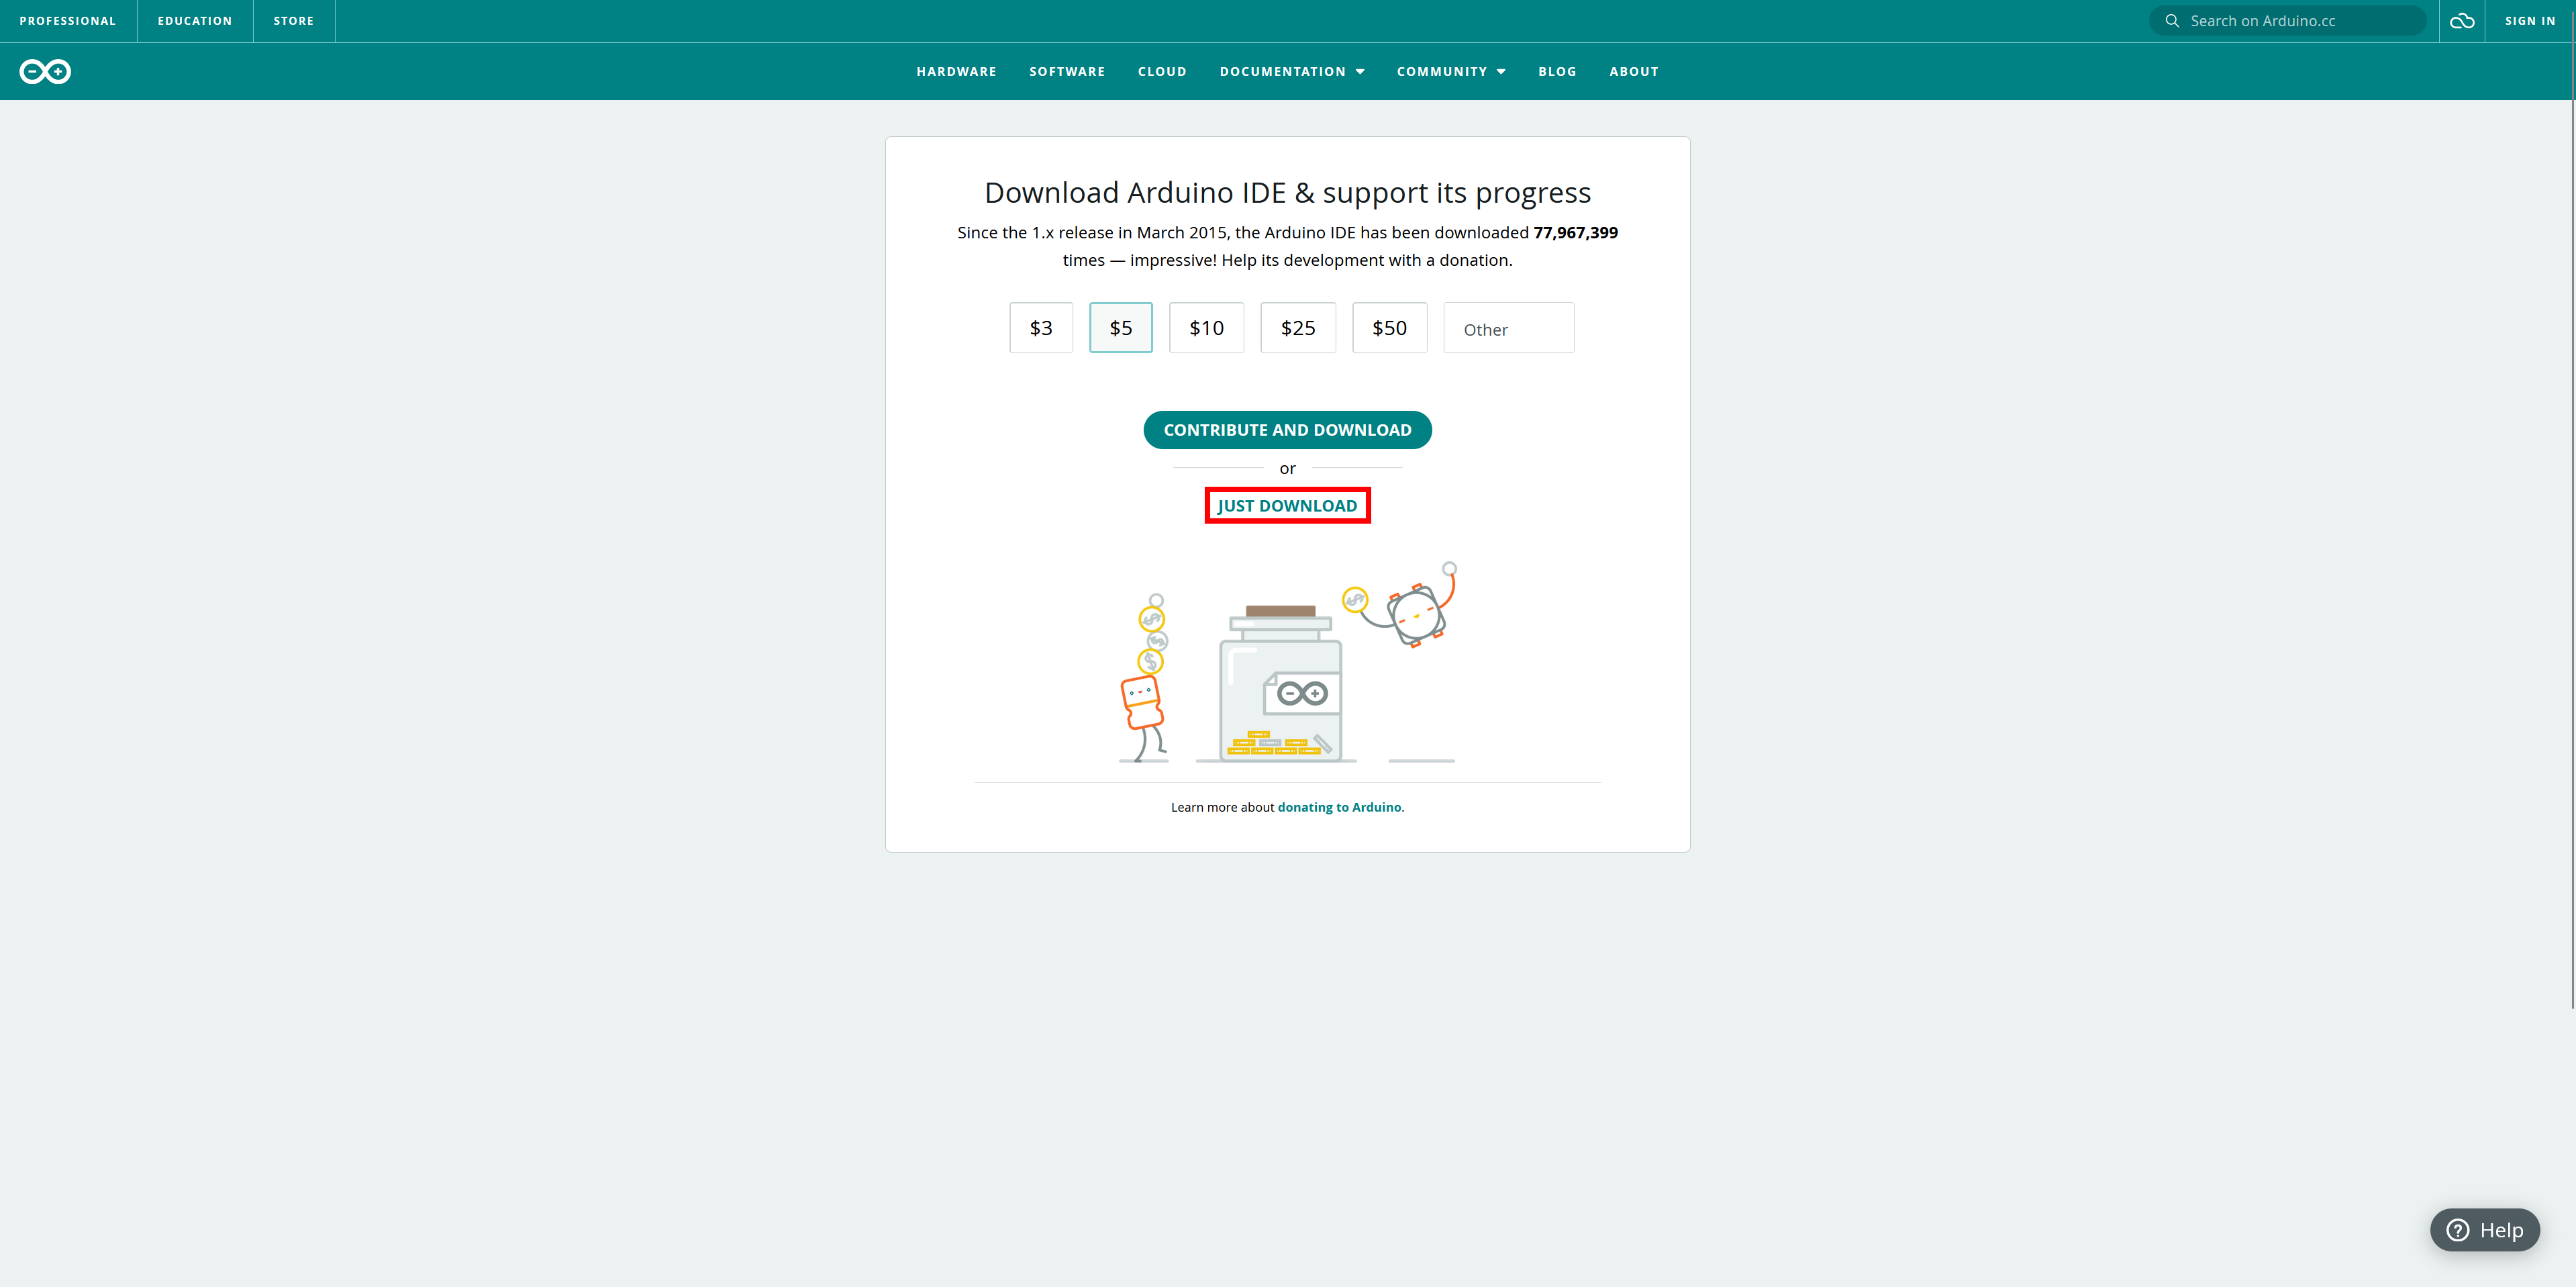 PROFESSIONAL
EDUCATION
STORE
Search on Arduino.cc
SIGN IN
HARDWARE
SOFTWARE
CLOUD
DOCUMENTATION
COMMUNITY
BLOG
ABOUT
Download Arduino IDE & support its progress
Since the 1.x release in March 2015, the Arduino IDE has been downloaded 77,967,399
times — impressive! Help its development with a donation.
$3
$5
$10
$25
$50
Other
CONTRIBUTE AND DOWNLOAD
or
JUST DOWNLOAD
Learn more about donating to Arduino.
Help